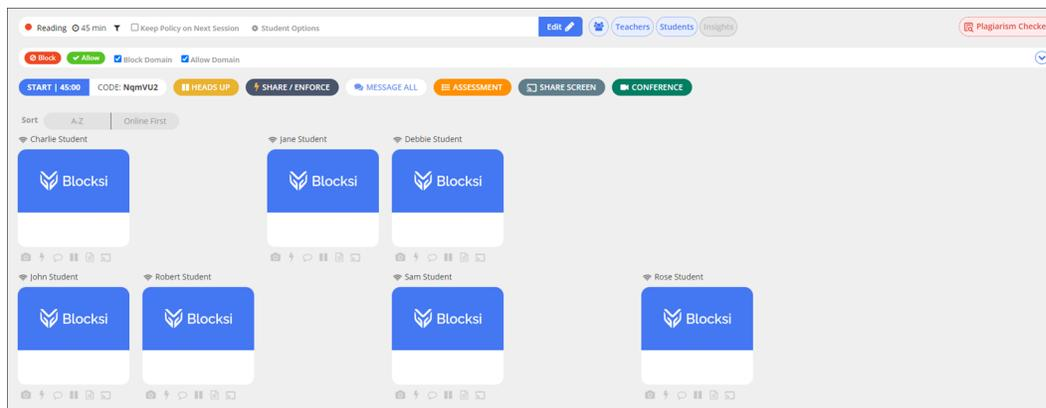 Reading 45 min Keep Policy on Next Session Student Options Edit Teachers Students Insights Plagiarism Checke
Block Allow Block Domain Allow Domain
START | 45:00 CODE: NqmVU2 HEADS UP SHARE / ENFORCE MESSAGE ALL ASSESSMENT SHARE SCREEN CONFERENCE
Sort A-Z Online First
Charlie Student Jane Student Debbie Student
Blocksi Blocksi Blocksi
John Student Robert Student Sam Student Rose Student
Blocksi Blocksi Blocksi Blocksi